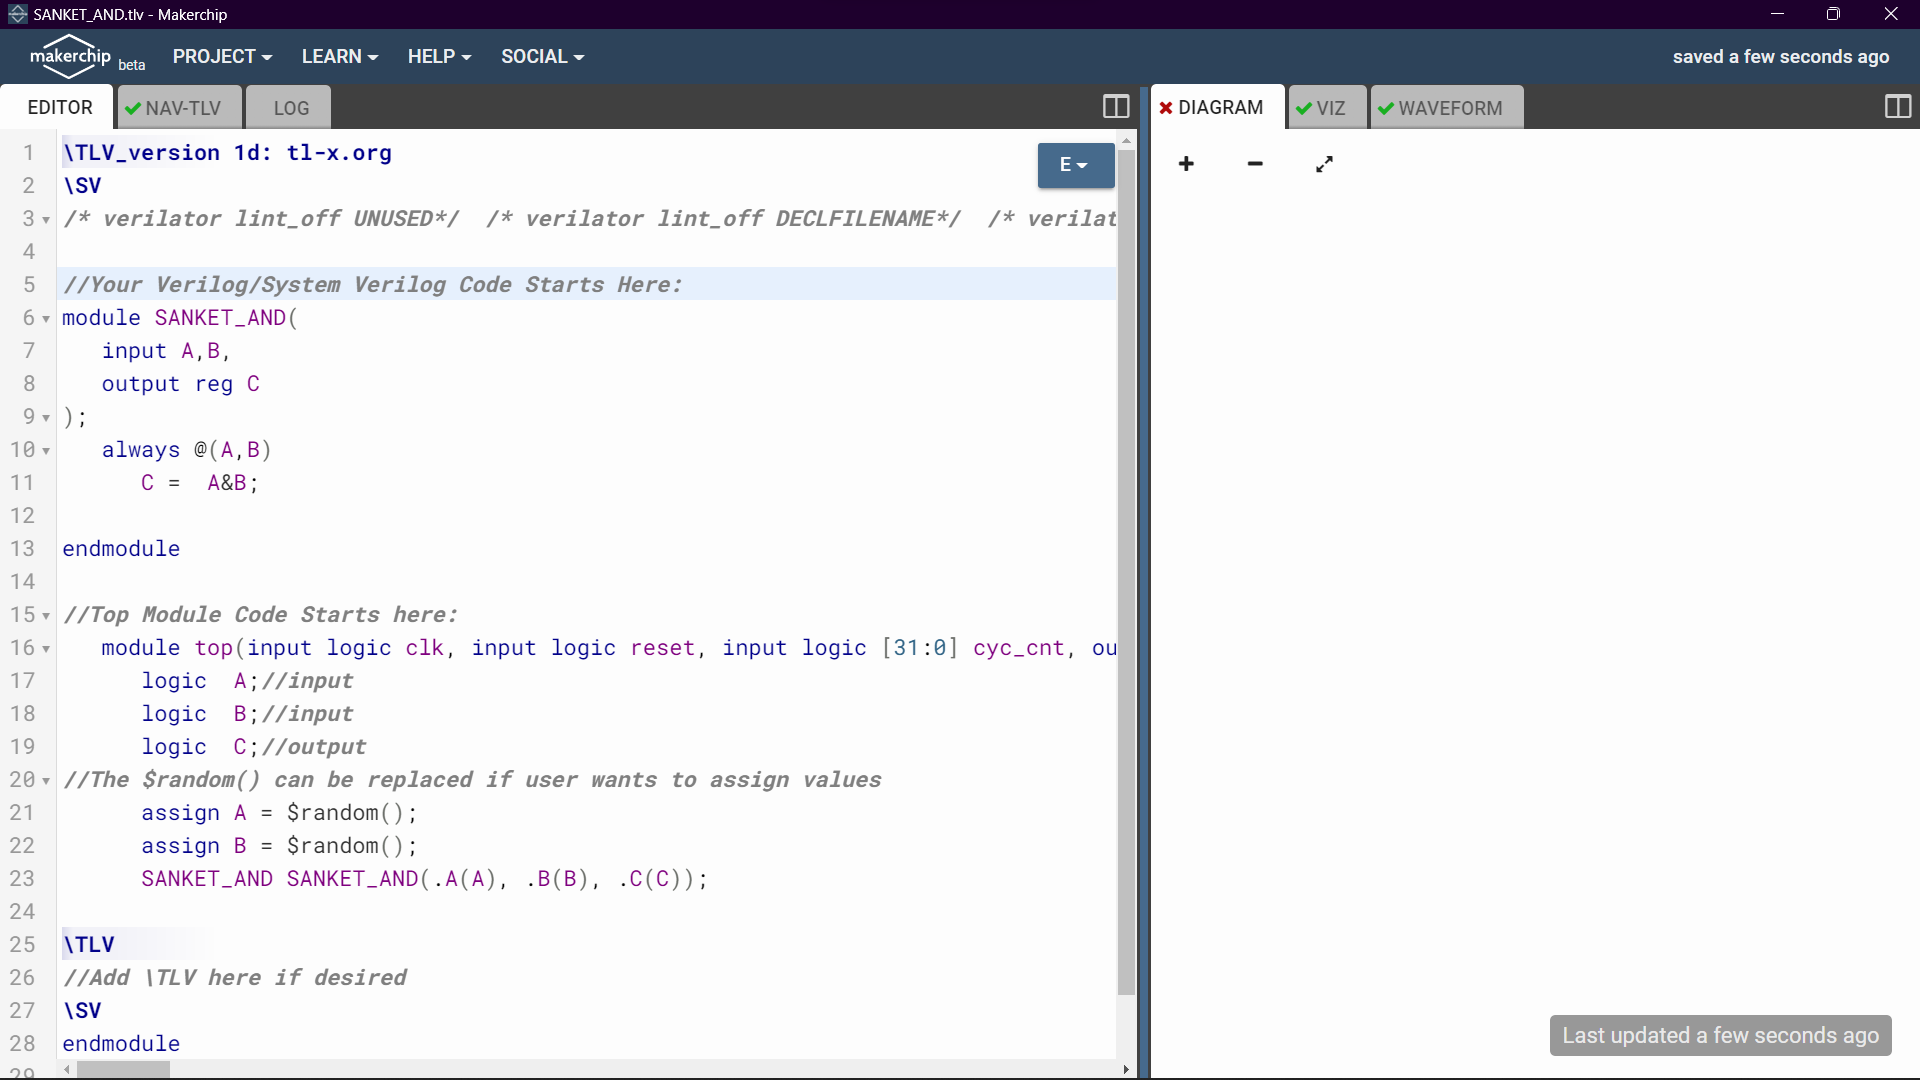 SANKET_AND.tlv - Makerchip
makerchip beta PROJECT LEARN HELP SOCIAL saved a few seconds ago
EDITOR NAV-TLV LOG DIAGRAM VIZ WAVEFORM
E
1 \TLV_version 1d: tl-x.org
2 \SV
3 /* verilator lint_off UNUSED*/  /* verilator lint_off DECLFILENAME*/  /* verilat
4
5 //Your Verilog/System Verilog Code Starts Here:
6 module SANKET_AND(
7    input A,B,
8    output reg C
9 );
10    always @(A,B)
11       C =  A&B;
12
13 endmodule
14
15 //Top Module Code Starts here:
16    module top(input logic clk, input logic reset, input logic [31:0] cyc_cnt, ou
17       logic  A;//input
18       logic  B;//input
19       logic  C;//output
20 //The $random() can be replaced if user wants to assign values
21       assign A = $random();
22       assign B = $random();
23       SANKET_AND SANKET_AND(.A(A), .B(B), .C(C));
24
25 \TLV
26 //Add \TLV here if desired
27 \SV
28 endmodule
29
Last updated a few seconds ago